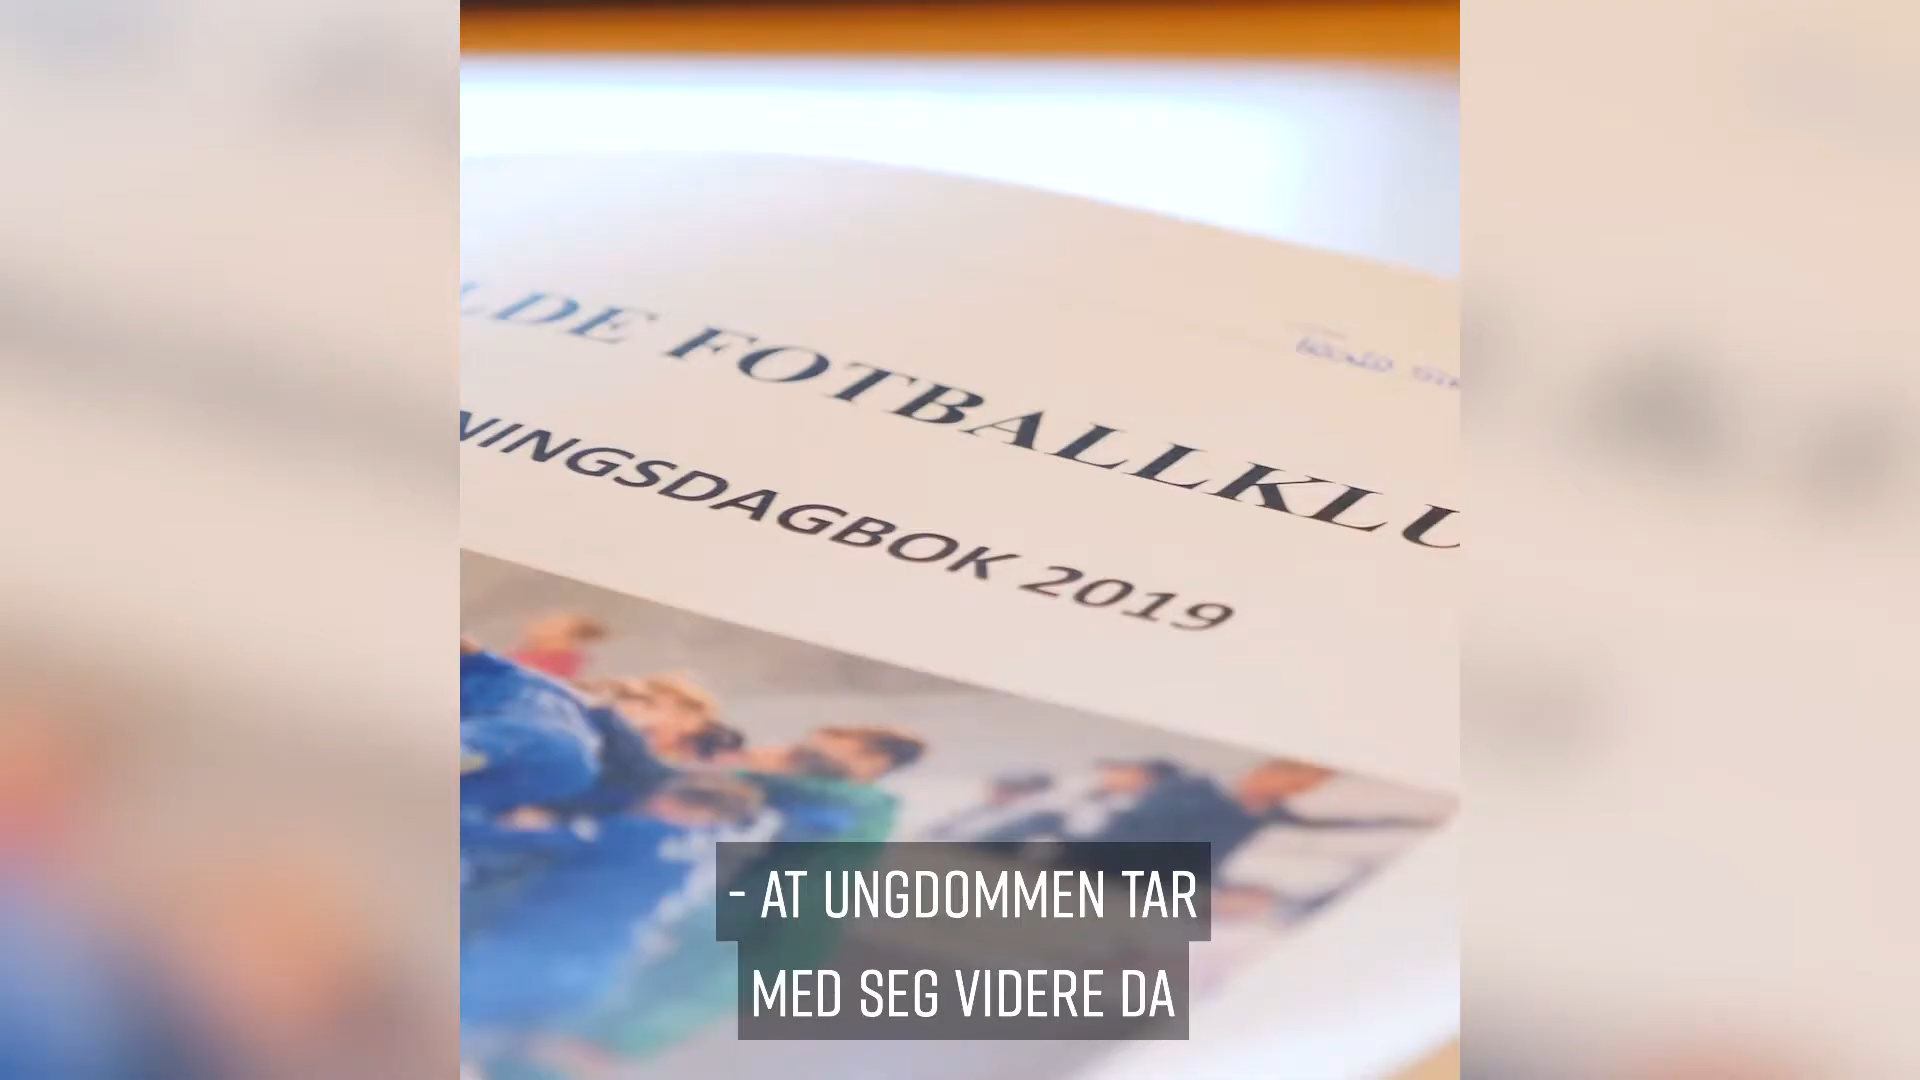 LDE FOTBALLKLU
NINGSDAGBOK 2019
- AT UNGDOMMEN TAR
MED SEG VIDERE DA